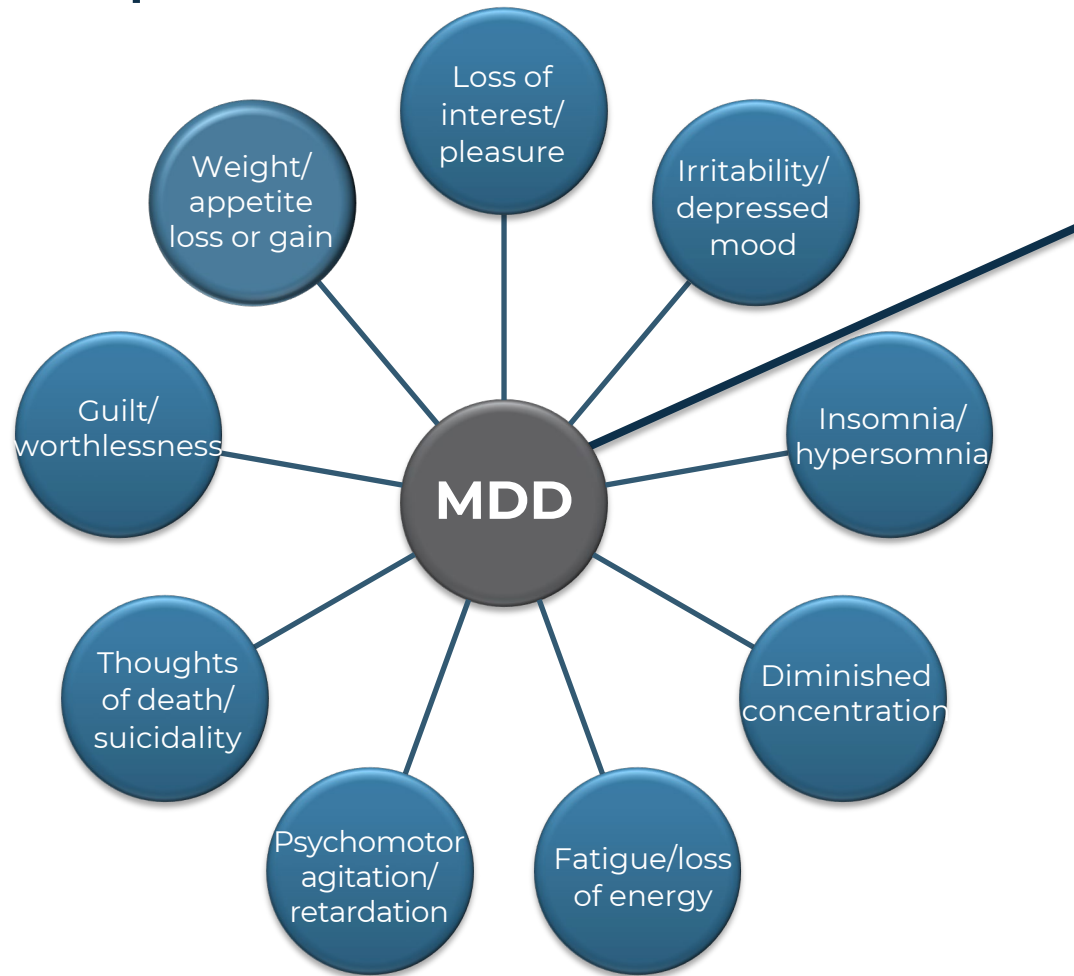 Loss of
interest/
pleasure
Irritability/
depressed
mood
Insomnia/
hypersomnia
Diminished
concentration
Fatigue/loss
of energy
Psychomotor
agitation/
retardation
Thoughts
of death/
suicidality
Guilt/
worthlessness
Weight/
appetite
loss or gain
MDD